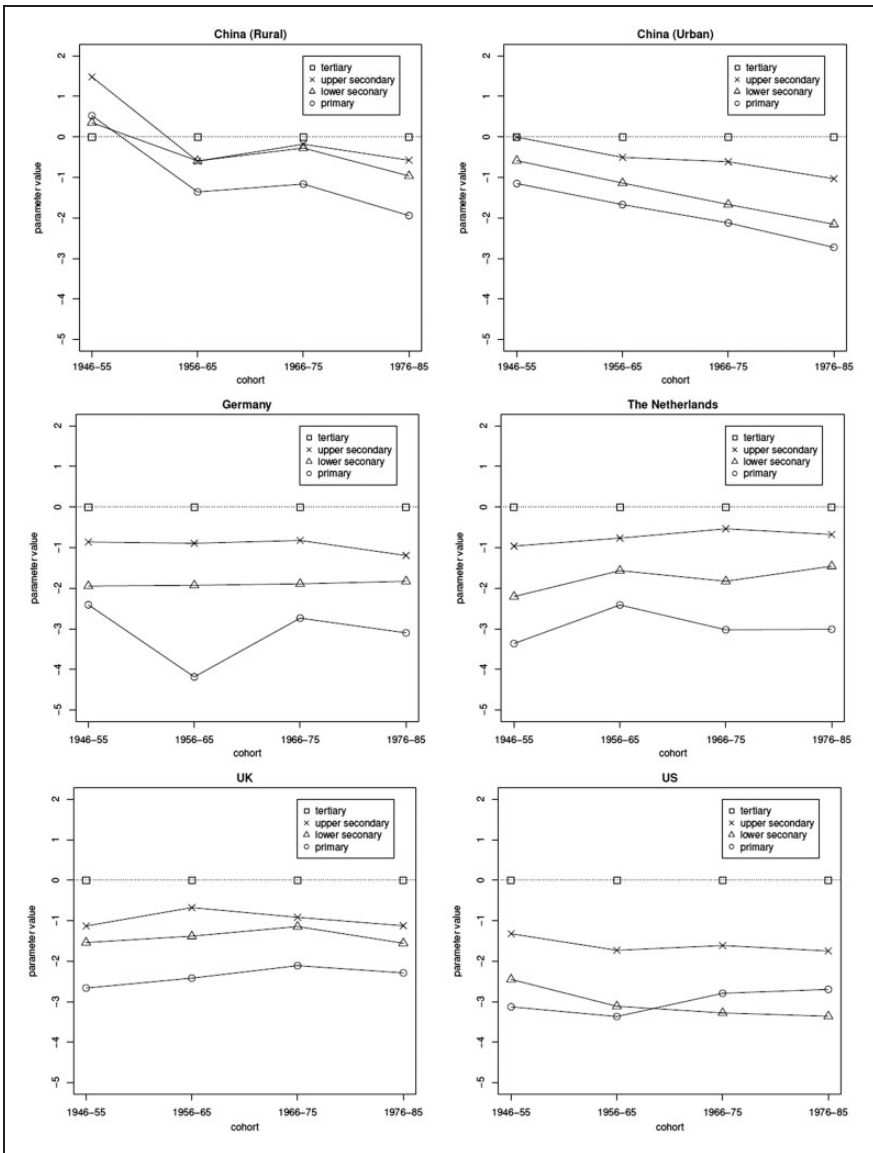 China (Rural)
2
1
0
−1
−2
−3
−4
−5
parameter value
tertiary
upper secondary
lower seconary
primary
1946−55
1956−65
1966−75
1976−85
cohort
China (Urban)
2
1
0
−1
−2
−3
−4
−5
parameter value
tertiary
upper secondary
lower seconary
primary
1946−55
1956−65
1966−75
1976−85
cohort
Germany
2
1
0
−1
−2
−3
−4
−5
parameter value
tertiary
upper secondary
lower seconary
primary
1946−55
1956−65
1966−75
1976−85
cohort
The Netherlands
2
1
0
−1
−2
−3
−4
−5
parameter value
tertiary
upper secondary
lower seconary
primary
1946−55
1956−65
1966−75
1976−85
cohort
UK
2
1
0
−1
−2
−3
−4
−5
parameter value
tertiary
upper secondary
lower seconary
primary
1946−55
1956−65
1966−75
1976−85
cohort
US
2
1
0
−1
−2
−3
−4
−5
parameter value
tertiary
upper secondary
lower seconary
primary
1946−55
1956−65
1966−75
1976−85
cohort